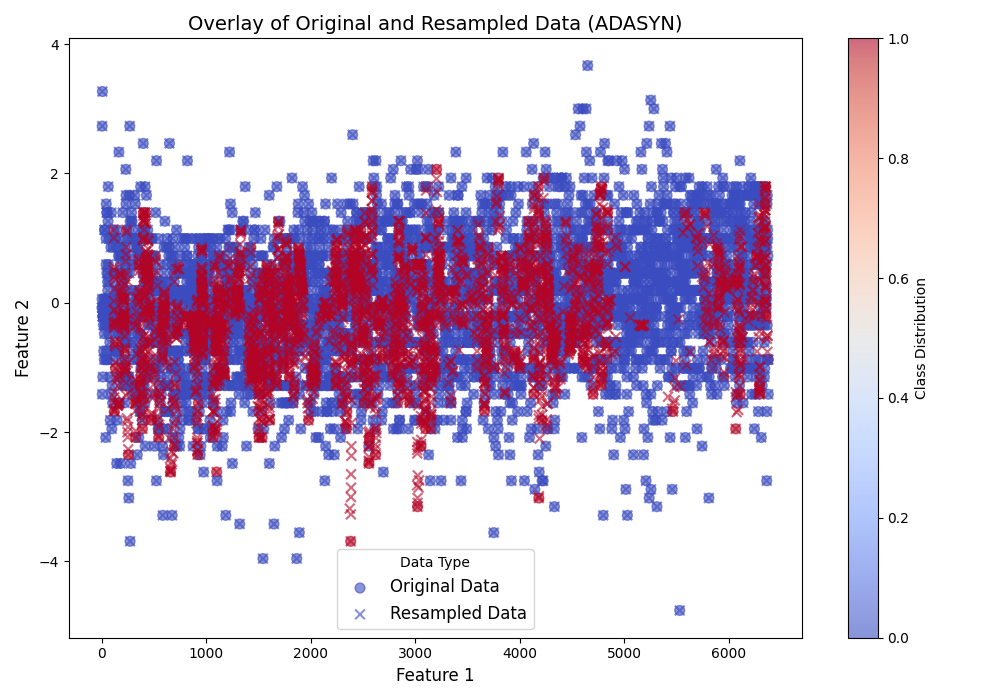 Overlay of Original and Resampled Data (ADASYN)
4
2
0
−2
−4
Feature 2
0
1000
2000
3000
4000
5000
6000
Feature 1
Data Type
Original Data
Resampled Data
1.0
0.8
0.6
0.4
0.2
0.0
Class Distribution